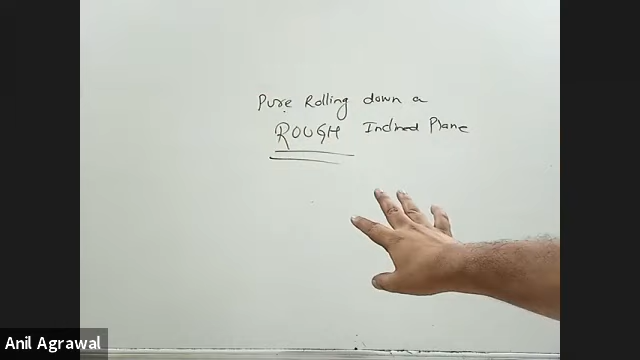 Pure Rolling down a
ROUGH Inclined Plane
Anil Agrawal